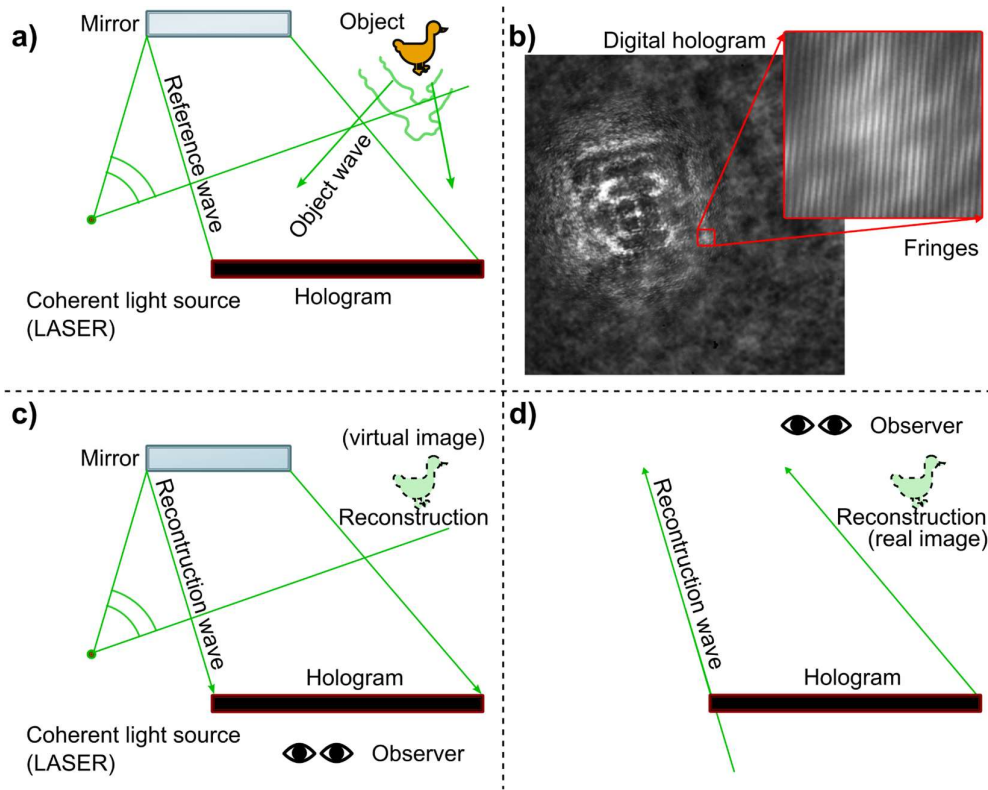 a)
Mirror
Object
Reference wave
Object wave
Hologram
Coherent light source
(LASER)
b)
Digital hologram
Fringes
c)
(virtual image)
Mirror
Reconstruction
Recontruction wave
Hologram
Coherent light source
(LASER)
Observer
d)
Observer
Reconstruction
(real image)
Recontruction wave
Hologram